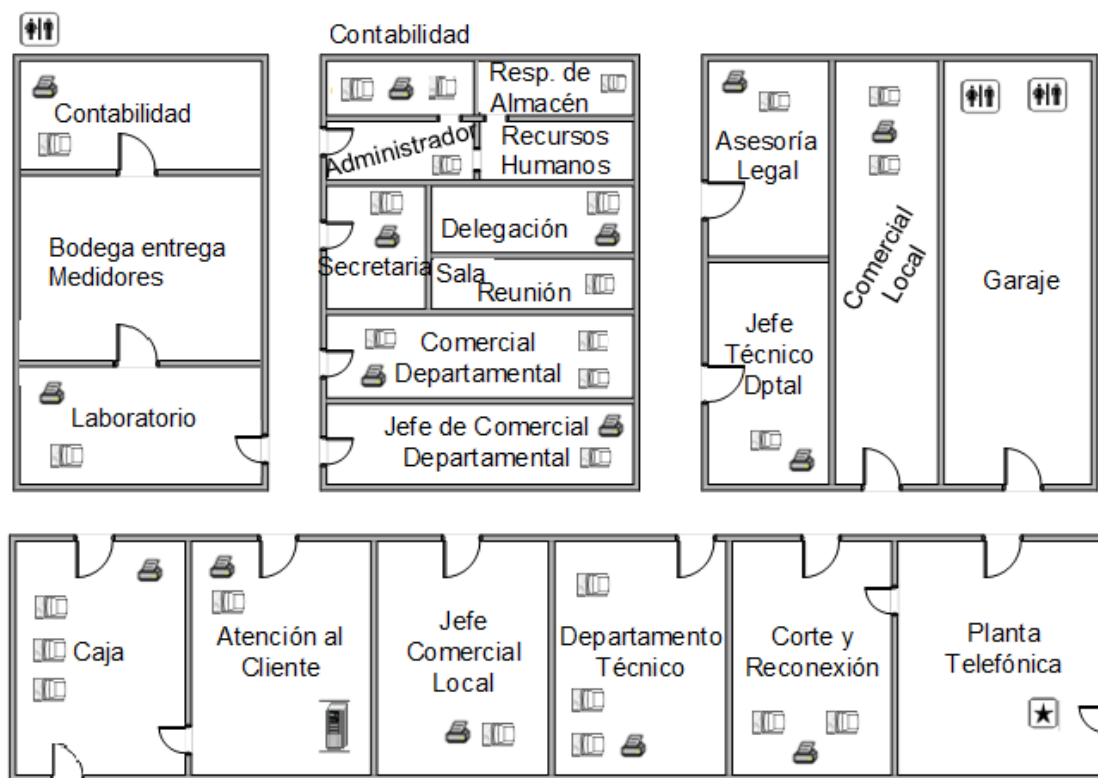 Contabilidad
Contabilidad
Bodega entrega
Medidores
Laboratorio
Resp. de
Almacén
Administrador
Recursos
Humanos
Secretaria
Delegación
Sala
Reunión
Comercial
Departamental
Jefe de Comercial
Departamental
Asesoría
Legal
Jefe
Técnico
Dptal
Comercial
Local
Garaje
Caja
Atención al
Cliente
Jefe
Comercial
Local
Departamento
Técnico
Corte y
Reconexión
Planta
Telefónica